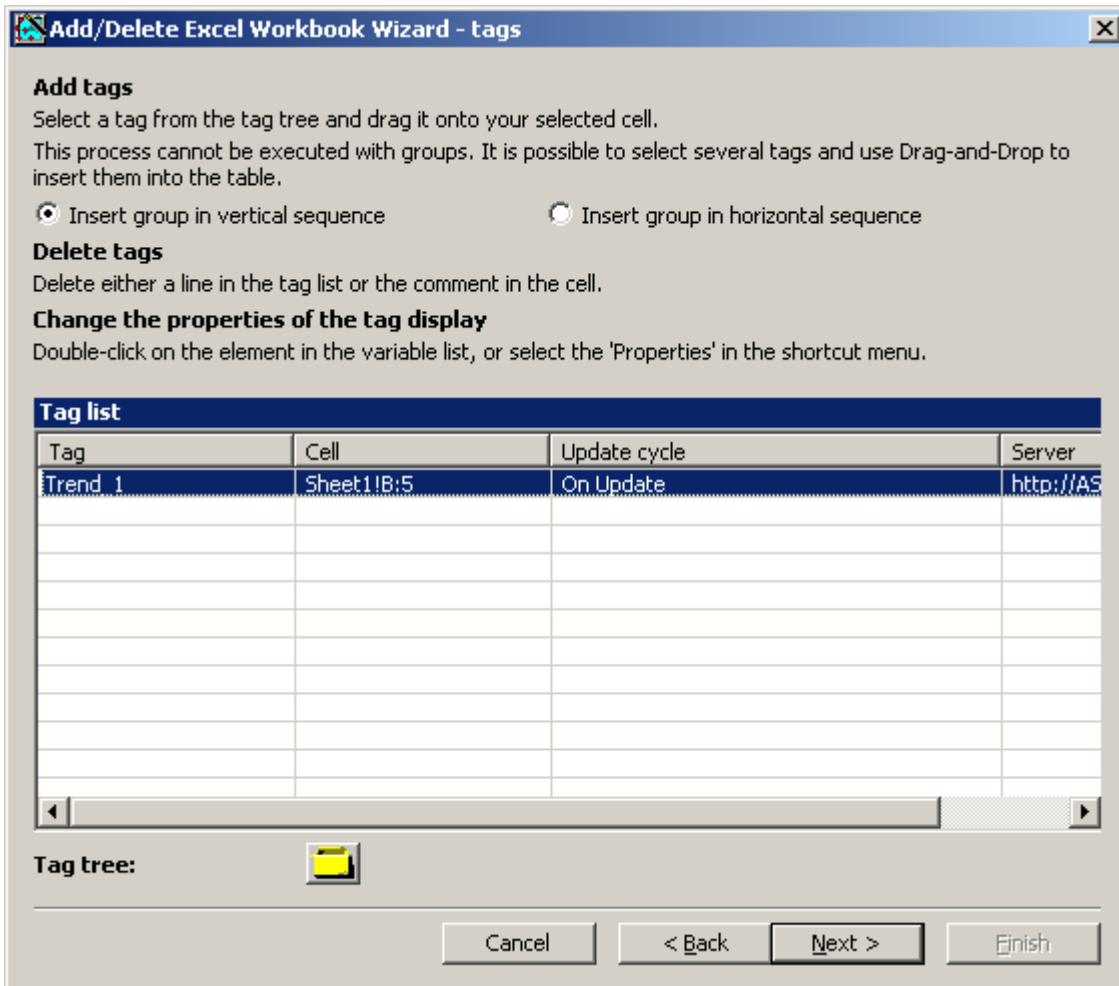 Add/Delete Excel Workbook Wizard - tags
Add tags
Select a tag from the tag tree and drag it onto your selected cell.
This process cannot be executed with groups. It is possible to select several tags and use Drag-and-Drop to
insert them into the table.
Insert group in vertical sequence Insert group in horizontal sequence
Delete tags
Delete either a line in the tag list or the comment in the cell.
Change the properties of the tag display
Double-click on the element in the variable list, or select the 'Properties' in the shortcut menu.
Tag list
Tag Cell Update cycle Server
Trend_1 Sheet1!B:5 On Update http://AS
Tag tree:
Cancel < Back Next > Finish